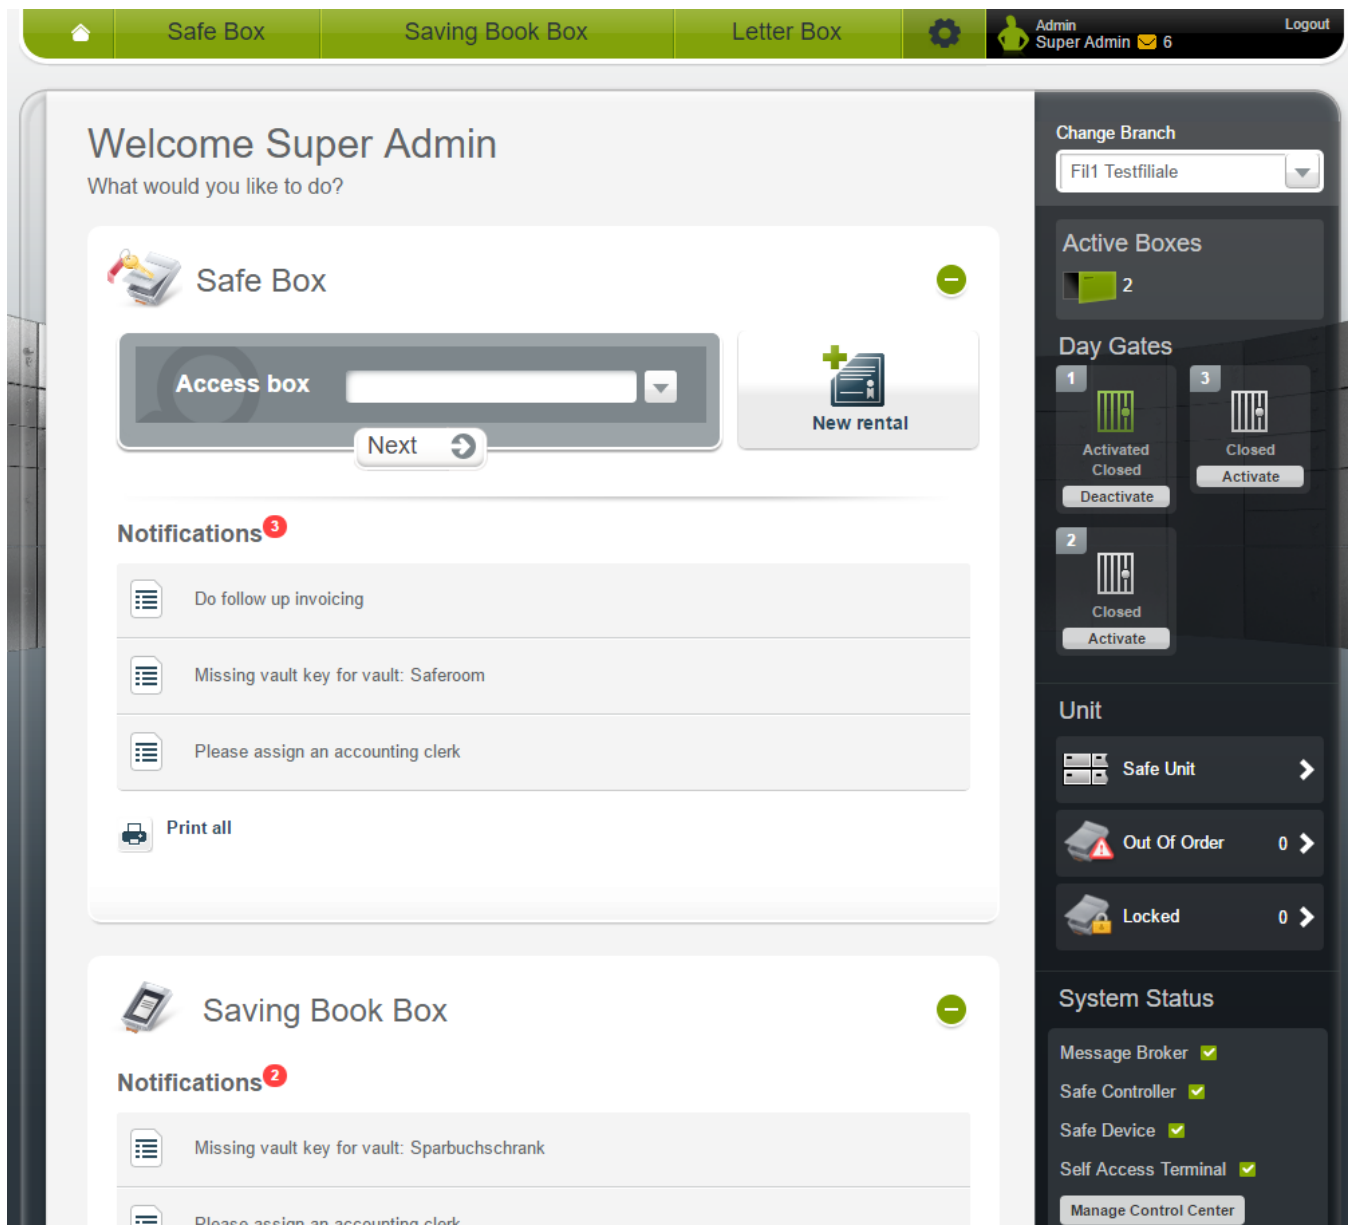 Safe Box
Saving Book Box
Letter Box
Admin
Super Admin 6
Logout
Welcome Super Admin
What would you like to do?
Safe Box
Access box
Next
New rental
Notifications 3
Do follow up invoicing
Missing vault key for vault: Saferoom
Please assign an accounting clerk
Print all
Saving Book Box
Notifications 2
Missing vault key for vault: Sparbuchschrank
Please assign an accounting clerk
Change Branch
Fil1 Testfiliale
Active Boxes
2
Day Gates
1
Activated
Closed
Deactivate
3
Closed
Activate
2
Closed
Activate
Unit
Safe Unit
Out Of Order 0
Locked 0
System Status
Message Broker
Safe Controller
Safe Device
Self Access Terminal
Manage Control Center